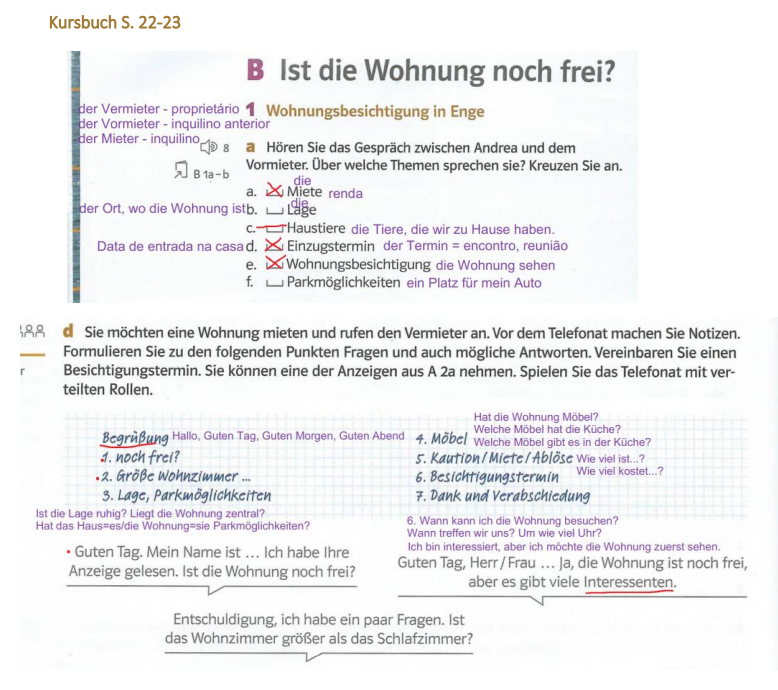 Kursbuch S. 22-23
B Ist die Wohnung noch frei?
der Vermieter - proprietário
der Vormieter - inquilino anterior
der Mieter - inquilino
1 Wohnungsbesichtigung in Enge
8
B 1a–b
a Hören Sie das Gespräch zwischen Andrea und dem
Vormieter. Über welche Themen sprechen sie? Kreuzen Sie an.
die
a. Miete renda
die
der Ort, wo die Wohnung ist b. Lage
c. Haustiere die Tiere, die wir zu Hause haben.
Data de entrada na casa d. Einzugstermin der Termin = encontro, reunião
e. Wohnungsbesichtigung die Wohnung sehen
f. Parkmöglichkeiten ein Platz für mein Auto
d Sie möchten eine Wohnung mieten und rufen den Vermieter an. Vor dem Telefonat machen Sie Notizen.
Formulieren Sie zu den folgenden Punkten Fragen und auch mögliche Antworten. Vereinbaren Sie einen
r
Besichtigungstermin. Sie können eine der Anzeigen aus A 2a nehmen. Spielen Sie das Telefonat mit ver-
teilten Rollen.
Begrüßung Hallo, Guten Tag, Guten Morgen, Guten Abend
1. noch frei?
2. Größe Wohnzimmer ...
3. Lage, Parkmöglichkeiten
Ist die Lage ruhig? Liegt die Wohnung zentral?
Hat das Haus=es/die Wohnung=sie Parkmöglichkeiten?
Hat die Wohnung Möbel?
Welche Möbel hat die Küche?
4. Möbel Welche Möbel gibt es in der Küche?
5. Kaution/Miete/Ablöse Wie viel ist...?
Wie viel kostet...?
6. Besichtigungstermin
7. Dank und Verabschiedung
6. Wann kann ich die Wohnung besuchen?
Wann treffen wir uns? Um wie viel Uhr?
Ich bin interessiert, aber ich möchte die Wohnung zuerst sehen.
Guten Tag. Mein Name ist ... Ich habe Ihre
Anzeige gelesen. Ist die Wohnung noch frei?
Guten Tag, Herr / Frau ... Ja, die Wohnung ist noch frei,
aber es gibt viele Interessenten.
Entschuldigung, ich habe ein paar Fragen. Ist
das Wohnzimmer größer als das Schlafzimmer?